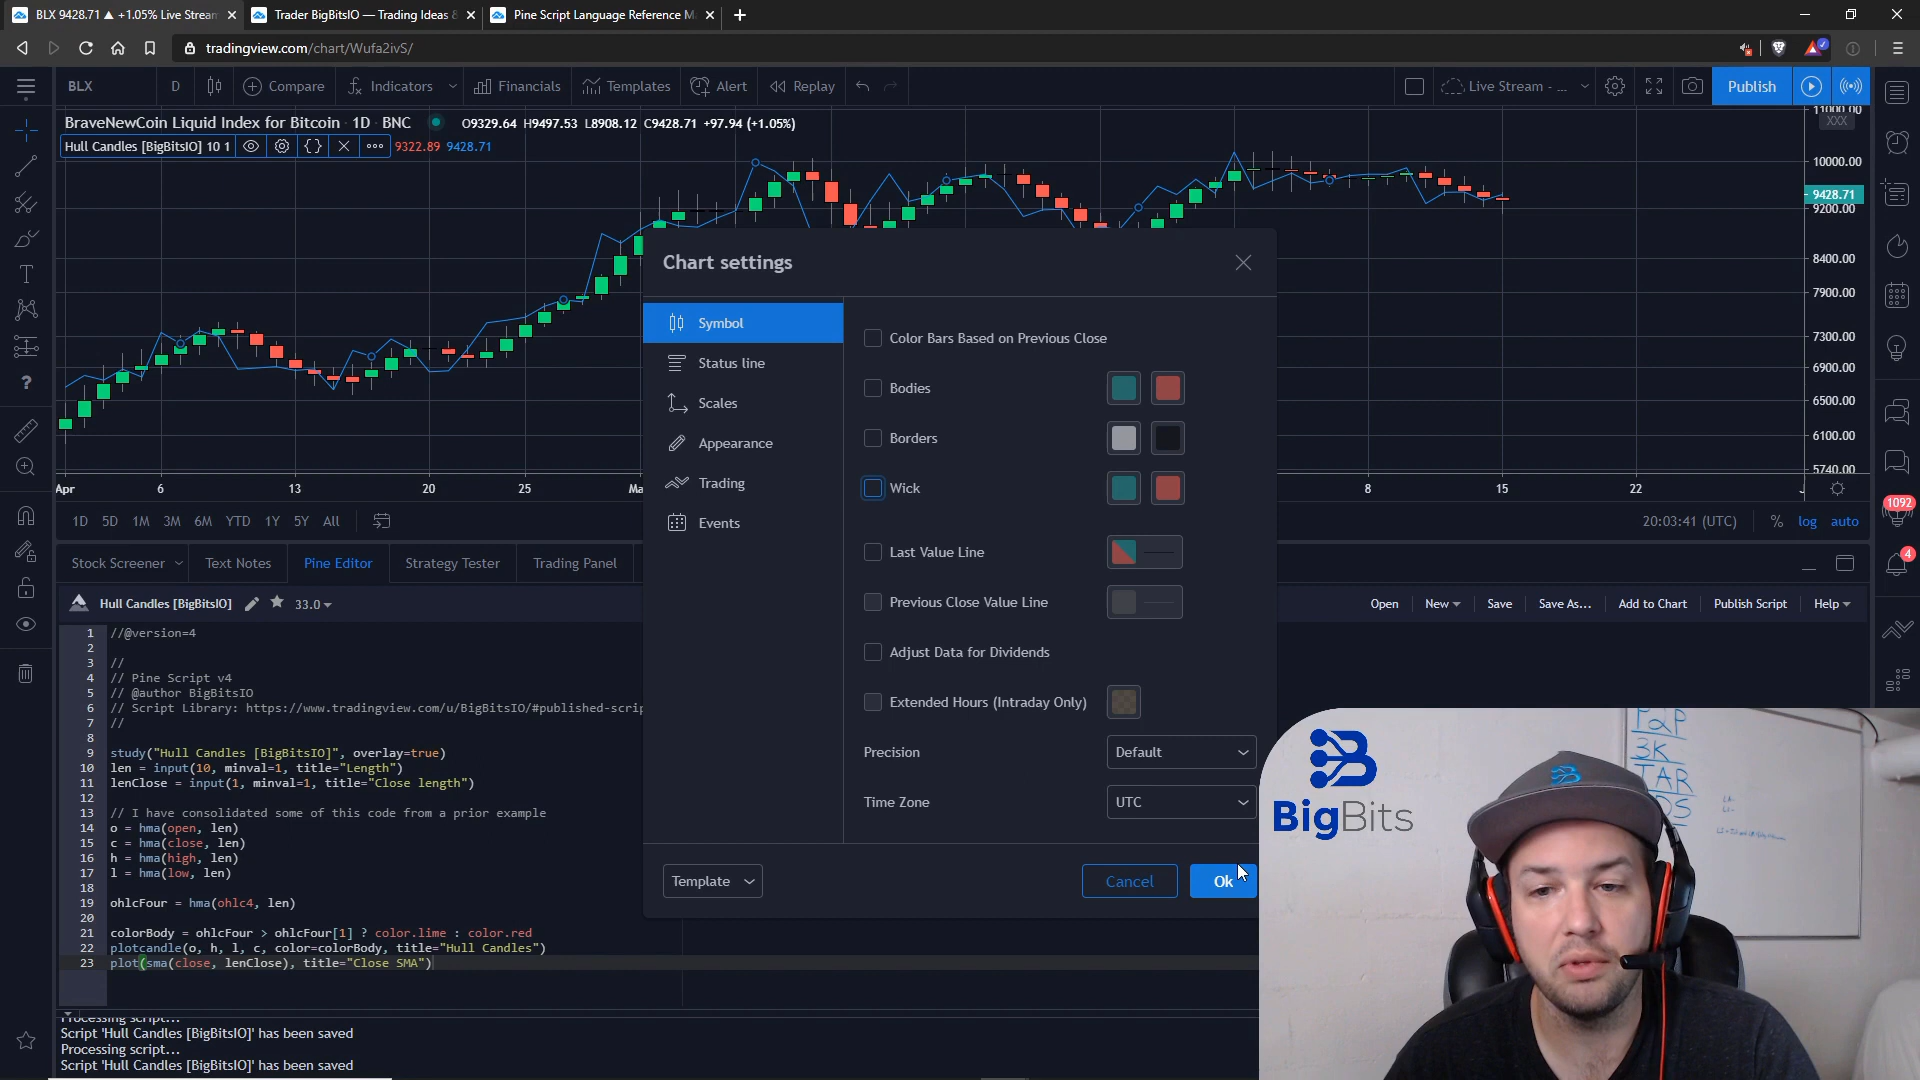 BLX 9428.71 ▲ +1.05% Live Stream
Trader BigBitsIO — Trading Ideas &
Pine Script Language Reference M
tradingview.com/chart/Wufa2ivS/
BLX
D
Compare
Indicators
Financials
Templates
Alert
Replay
Live Stream - ...
Publish
BraveNewCoin Liquid Index for Bitcoin · 1D · BNC
O9329.64 H9497.53 L8908.12 C9428.71 +97.94 (+1.05%)
Hull Candles [BigBitsIO] 10 1
9322.89 9428.71
11000.00
XXX
10000.00
9428.71
9200.00
8400.00
7900.00
7300.00
6900.00
6500.00
6100.00
5740.00
Apr 6 13 20 25 Ma 8 15 22
1D 5D 1M 3M 6M YTD 1Y 5Y All
20:03:41 (UTC) % log auto
1092
4
Chart settings
Symbol
Status line
Scales
Appearance
Trading
Events
Color Bars Based on Previous Close
Bodies
Borders
Wick
Last Value Line
Previous Close Value Line
Adjust Data for Dividends
Extended Hours (Intraday Only)
Precision Default
Time Zone UTC
Template
Cancel
Ok
Stock Screener
Text Notes
Pine Editor
Strategy Tester
Trading Panel
Hull Candles [BigBitsIO] 33.0
Open New Save Save As... Add to Chart Publish Script Help
1 //@version=4
2
3 //
4 // Pine Script v4
5 // @author BigBitsIO
6 // Script Library: https://www.tradingview.com/u/BigBitsIO/#published-scrip
7 //
8
9 study("Hull Candles [BigBitsIO]", overlay=true)
10 len = input(10, minval=1, title="Length")
11 lenClose = input(1, minval=1, title="Close length")
12
13 // I have consolidated some of this code from a prior example
14 o = hma(open, len)
15 c = hma(close, len)
16 h = hma(high, len)
17 l = hma(low, len)
18
19 ohlcFour = hma(ohlc4, len)
20
21 colorBody = ohlcFour > ohlcFour[1] ? color.lime : color.red
22 plotcandle(o, h, l, c, color=colorBody, title="Hull Candles")
23 plot(sma(close, lenClose), title="Close SMA")
Processing script...
Script 'Hull Candles [BigBitsIO]' has been saved
Processing script...
Script 'Hull Candles [BigBitsIO]' has been saved
BigBits
3K
TAR